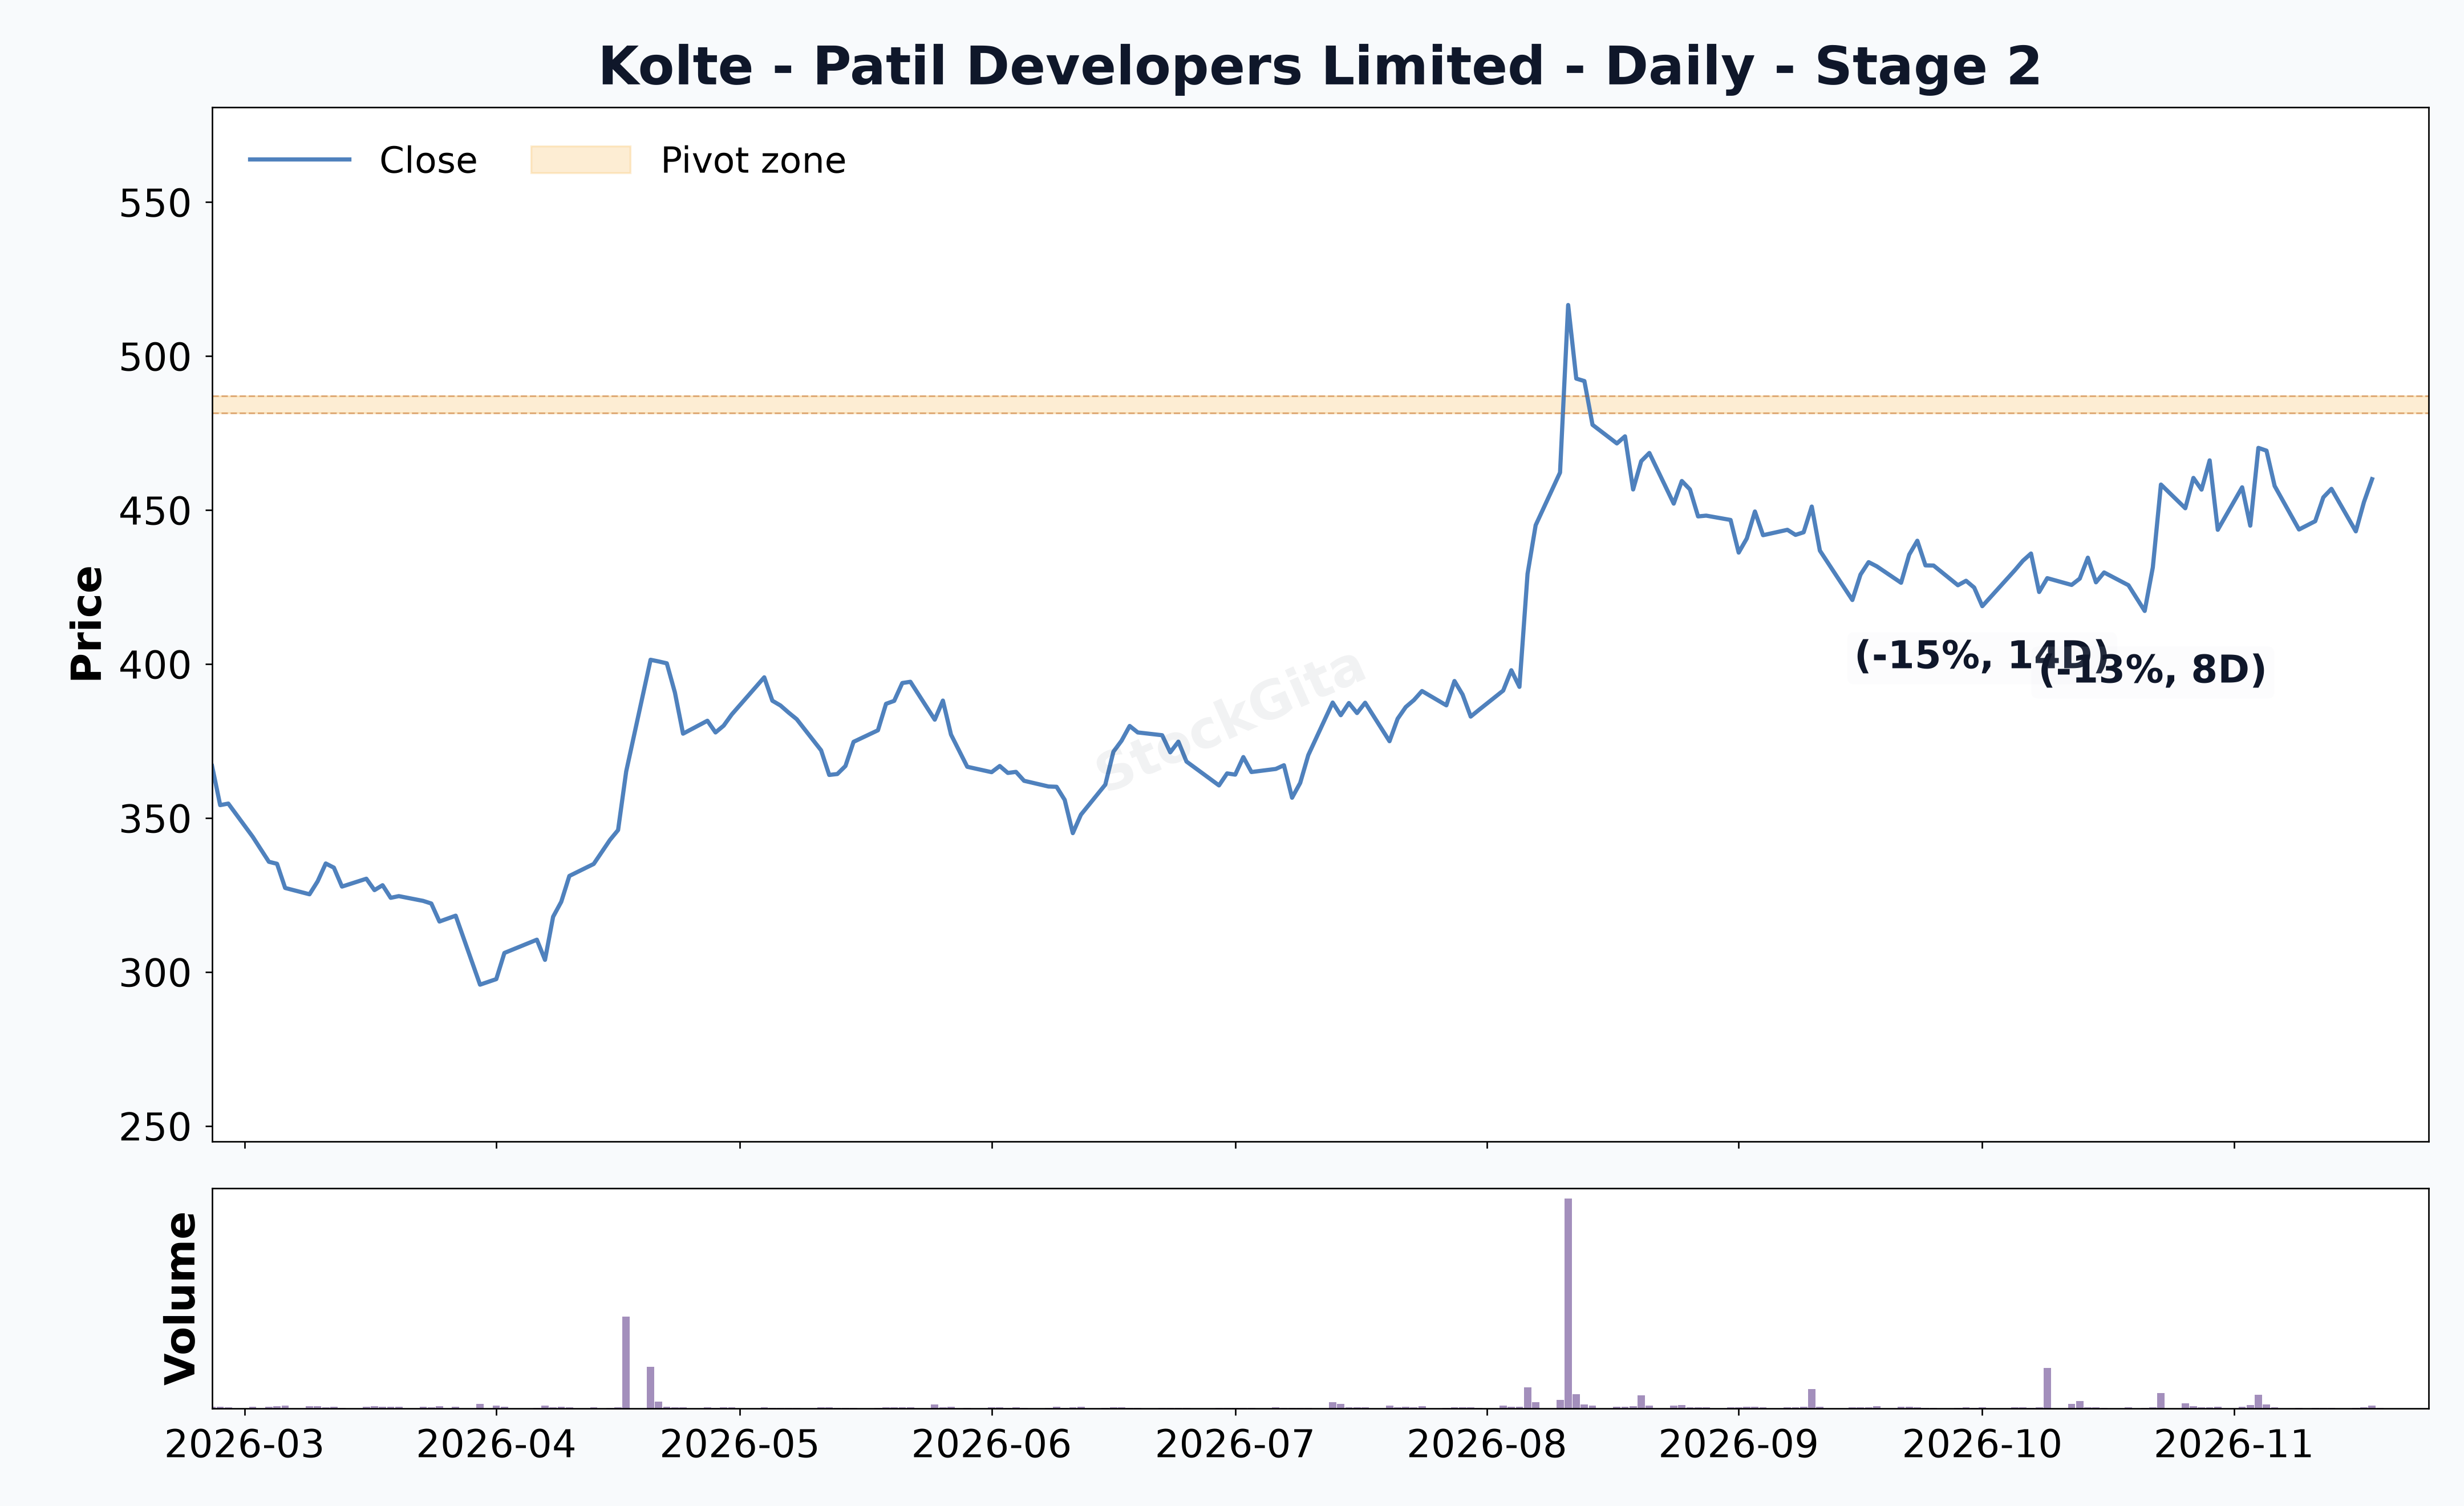 Kolte - Patil Developers Limited - Daily - Stage 2
Close
Pivot zone
Price
550
500
450
400
350
300
250
StockGita
(-15%, 14D)
(-13%, 8D)
Volume
2026-03
2026-04
2026-05
2026-06
2026-07
2026-08
2026-09
2026-10
2026-11